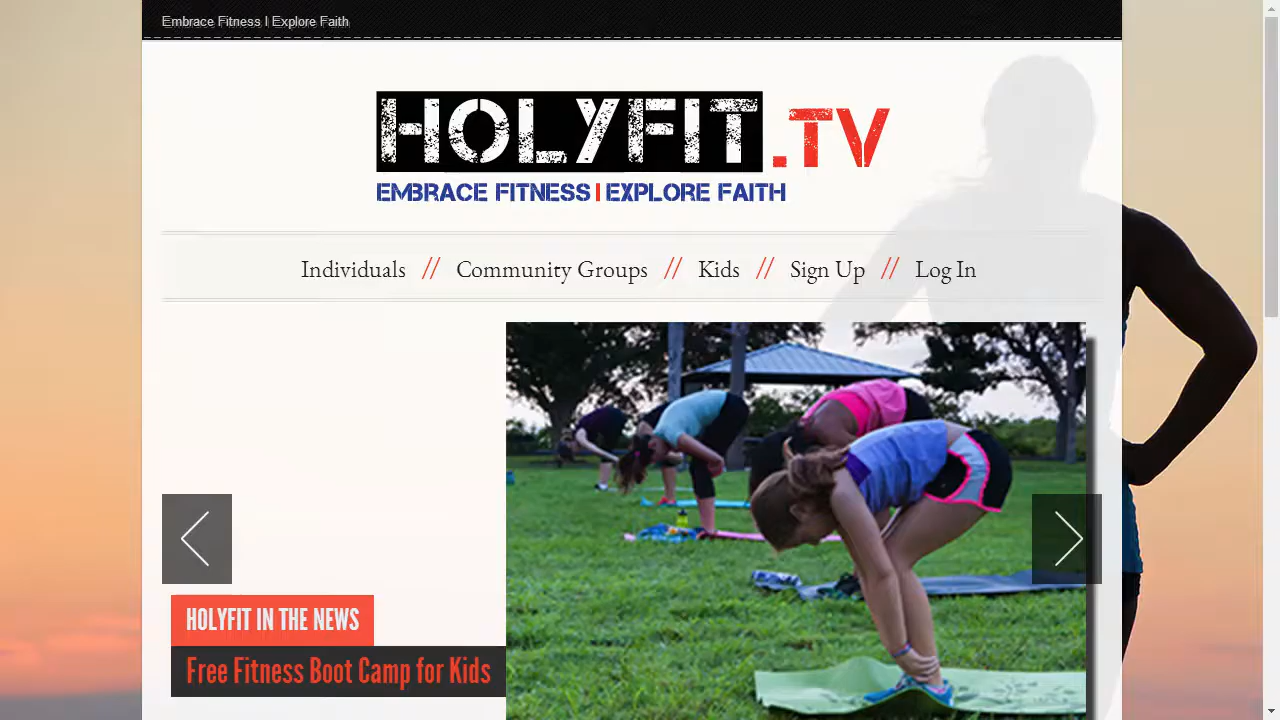 Embrace Fitness | Explore Faith
HOLYFIT.TV
EMBRACE FITNESS | EXPLORE FAITH
Individuals // Community Groups // Kids // Sign Up // Log In
HOLYFIT IN THE NEWS
Free Fitness Boot Camp for Kids